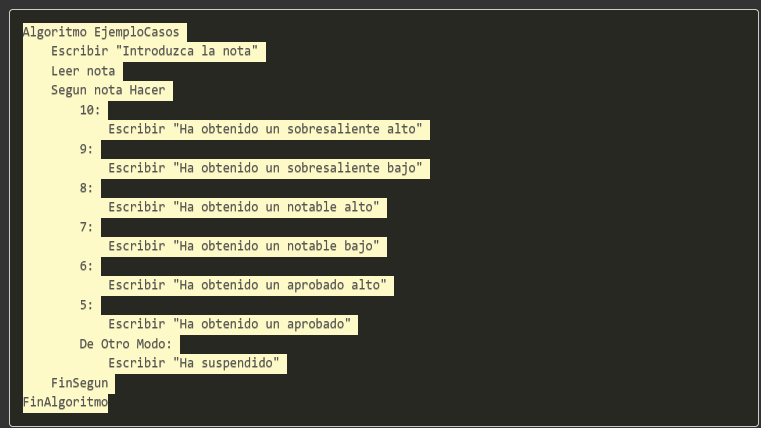 Algoritmo EjemploCasos
    Escribir "Introduzca la nota"
    Leer nota
    Segun nota Hacer
        10:
            Escribir "Ha obtenido un sobresaliente alto"
        9:
            Escribir "Ha obtenido un sobresaliente bajo"
        8:
            Escribir "Ha obtenido un notable alto"
        7:
            Escribir "Ha obtenido un notable bajo"
        6:
            Escribir "Ha obtenido un aprobado alto"
        5:
            Escribir "Ha obtenido un aprobado"
        De Otro Modo:
            Escribir "Ha suspendido"
    FinSegun
FinAlgoritmo